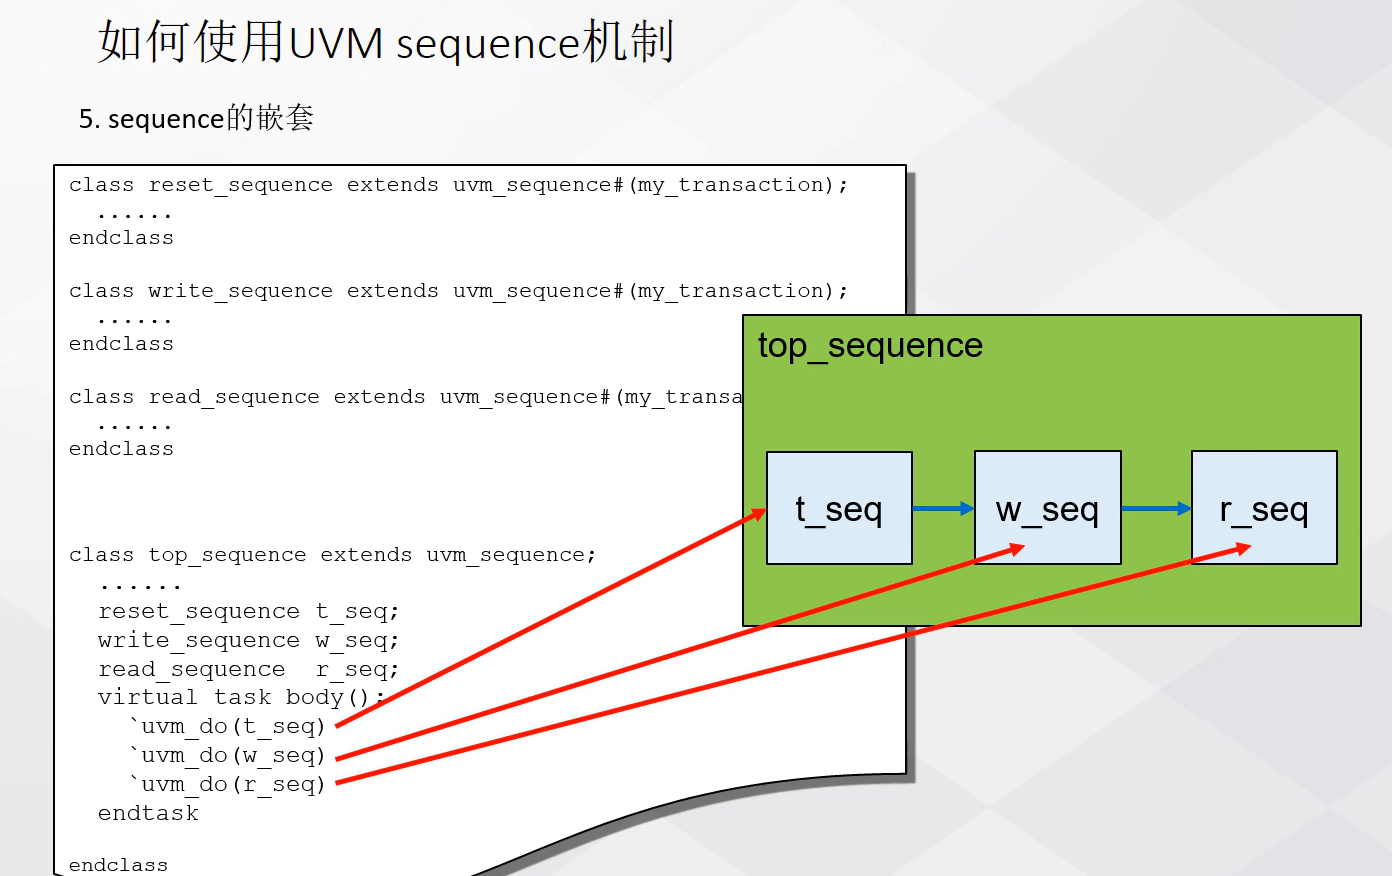 如何使用UVM sequence机制
5. sequence的嵌套
class reset_sequence extends uvm_sequence#(my_transaction);
......
endclass
class write_sequence extends uvm_sequence#(my_transaction);
......
endclass
class read_sequence extends uvm_sequence#(my_transa
......
endclass
class top_sequence extends uvm_sequence;
......
reset_sequence t_seq;
write_sequence w_seq;
read_sequence  r_seq;
virtual task body();
`uvm_do(t_seq)
`uvm_do(w_seq)
`uvm_do(r_seq)
endtask
endclass
top_sequence
t_seq
w_seq
r_seq